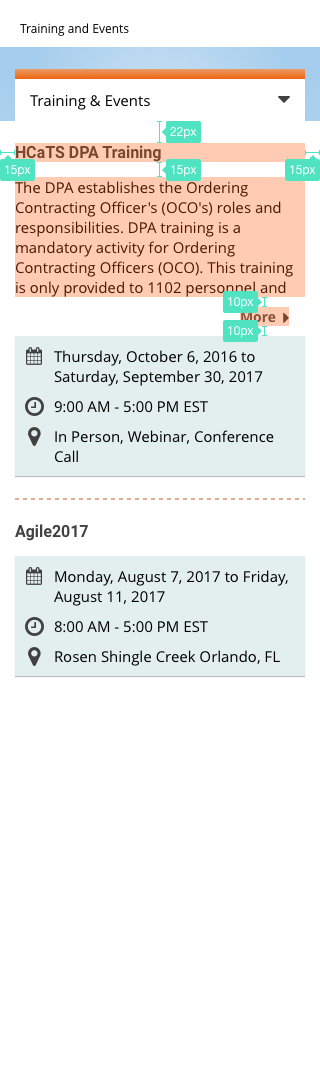 Training and Events
Training & Events
22px
HCaTS DPA Training
15px
15px
15px
The DPA establishes the Ordering
Contracting Officer's (OCO's) roles and
responsibilities. DPA training is a
mandatory activity for Ordering
Contracting Officers (OCO). This training
is only provided to 1102 personnel and
10px
More
10px
Thursday, October 6, 2016 to
Saturday, September 30, 2017
9:00 AM - 5:00 PM EST
In Person, Webinar, Conference
Call
Agile2017
Monday, August 7, 2017 to Friday,
August 11, 2017
8:00 AM - 5:00 PM EST
Rosen Shingle Creek Orlando, FL